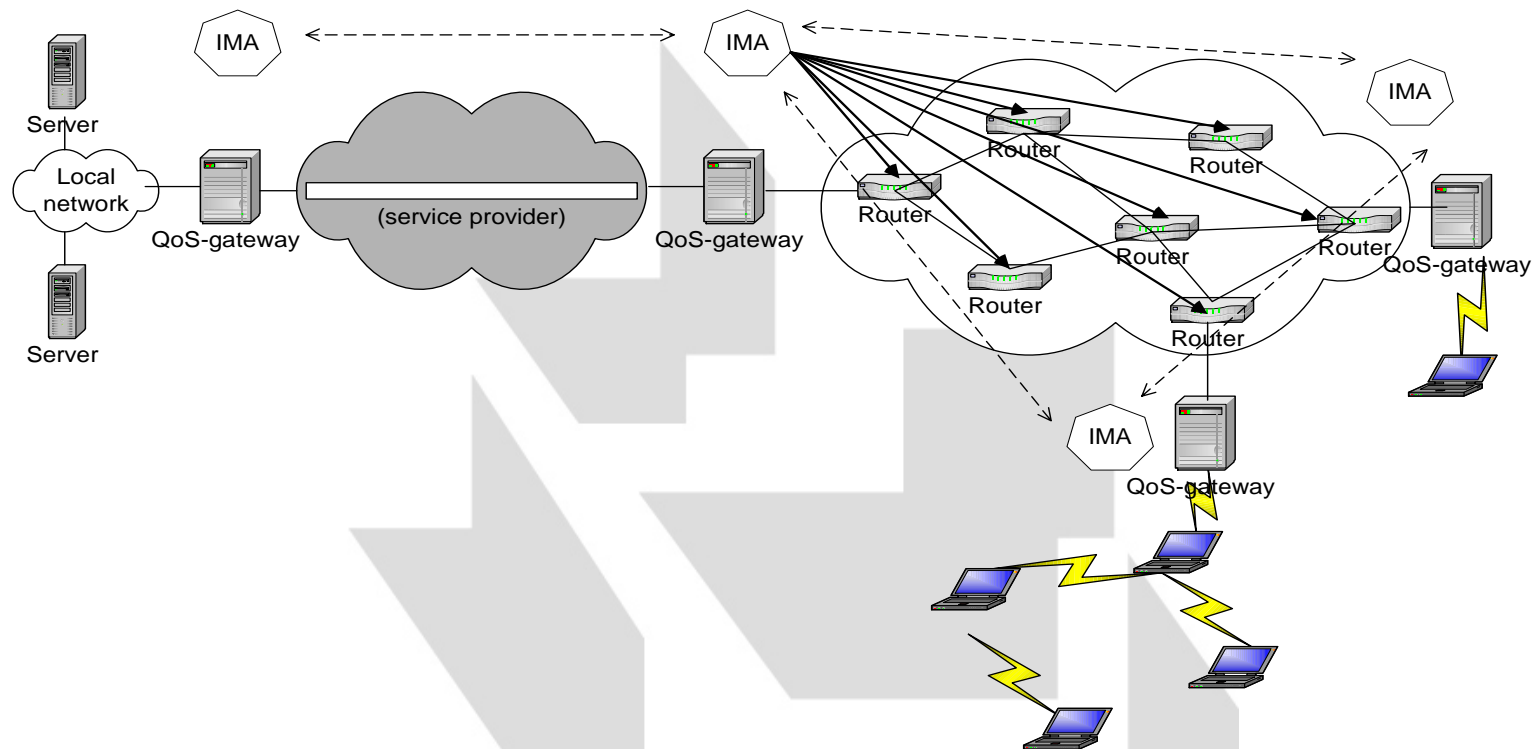 IMA
IMA
IMA
Server
Router
Router
Local
network
Router
(service provider)
QoS-gateway
QoS-gateway
Router
Router
QoS-gateway
Router
Router
Server
IMA
QoS-gateway